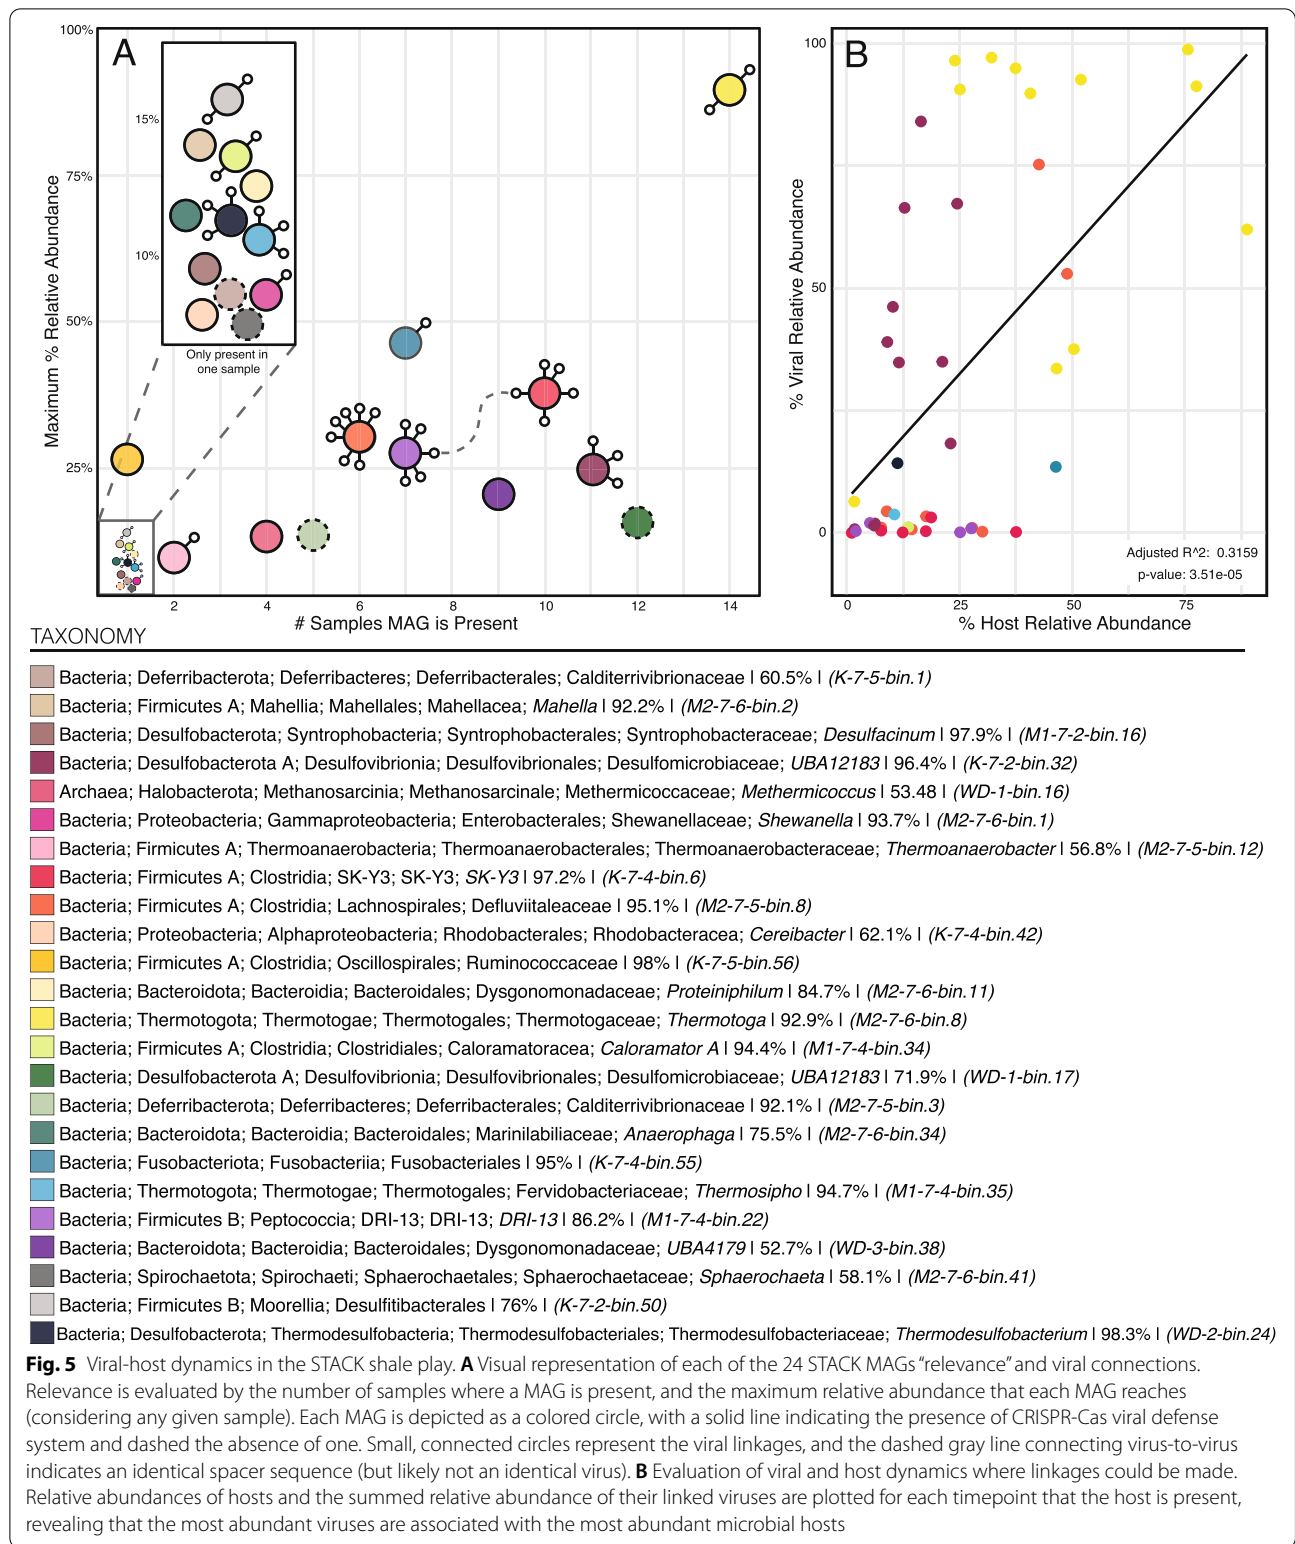 A
B
100%
75%
50%
25%
Maximum % Relative Abundance
15%
10%
Only present in
one sample
2
4
6
8
10
12
14
# Samples MAG is Present
100
50
0
% Viral Relative Abundance
Adjusted R^2: 0.3159
p-value: 3.51e-05
0
25
50
75
% Host Relative Abundance
TAXONOMY
Bacteria; Deferribacterota; Deferribacteres; Deferribacterales; Calditerrivibrionaceae | 60.5% | (K-7-5-bin.1)
Bacteria; Firmicutes A; Mahellia; Mahellales; Mahellacea; Mahella | 92.2% | (M2-7-6-bin.2)
Bacteria; Desulfobacterota; Syntrophobacteria; Syntrophobacterales; Syntrophobacteraceae; Desulfacinum | 97.9% | (M1-7-2-bin.16)
Bacteria; Desulfobacterota A; Desulfovibrionia; Desulfovibrionales; Desulfomicrobiaceae; UBA12183 | 96.4% | (K-7-2-bin.32)
Archaea; Halobacterota; Methanosarcinia; Methanosarcinale; Methermicoccaceae; Methermicoccus | 53.48 | (WD-1-bin.16)
Bacteria; Proteobacteria; Gammaproteobacteria; Enterobacterales; Shewanellaceae; Shewanella | 93.7% | (M2-7-6-bin.1)
Bacteria; Firmicutes A; Thermoanaerobacteria; Thermoanaerobacterales; Thermoanaerobacteraceae; Thermoanaerobacter | 56.8% | (M2-7-5-bin.12)
Bacteria; Firmicutes A; Clostridia; SK-Y3; SK-Y3; SK-Y3 | 97.2% | (K-7-4-bin.6)
Bacteria; Firmicutes A; Clostridia; Lachnospirales; Defluviitaleaceae | 95.1% | (M2-7-5-bin.8)
Bacteria; Proteobacteria; Alphaproteobacteria; Rhodobacterales; Rhodobacteracea; Cereibacter | 62.1% | (K-7-4-bin.42)
Bacteria; Firmicutes A; Clostridia; Oscillospirales; Ruminococcaceae | 98% | (K-7-5-bin.56)
Bacteria; Bacteroidota; Bacteroidia; Bacteroidales; Dysgonomonadaceae; Proteiniphilum | 84.7% | (M2-7-6-bin.11)
Bacteria; Thermotogota; Thermotogae; Thermotogales; Thermotogaceae; Thermotoga | 92.9% | (M2-7-6-bin.8)
Bacteria; Firmicutes A; Clostridia; Clostridiales; Caloramatoracea; Caloramator A | 94.4% | (M1-7-4-bin.34)
Bacteria; Desulfobacterota A; Desulfovibrionia; Desulfovibrionales; Desulfomicrobiaceae; UBA12183 | 71.9% | (WD-1-bin.17)
Bacteria; Deferribacterota; Deferribacteres; Deferribacterales; Calditerrivibrionaceae | 92.1% | (M2-7-5-bin.3)
Bacteria; Bacteroidota; Bacteroidia; Bacteroidales; Marinilabiliaceae; Anaerophaga | 75.5% | (M2-7-6-bin.34)
Bacteria; Fusobacteriota; Fusobacteriia; Fusobacteriales | 95% | (K-7-4-bin.55)
Bacteria; Thermotogota; Thermotogae; Thermotogales; Fervidobacteriaceae; Thermosipho | 94.7% | (M1-7-4-bin.35)
Bacteria; Firmicutes B; Peptococcia; DRI-13; DRI-13; DRI-13 | 86.2% | (M1-7-4-bin.22)
Bacteria; Bacteroidota; Bacteroidia; Bacteroidales; Dysgonomonadaceae; UBA4179 | 52.7% | (WD-3-bin.38)
Bacteria; Spirochaetota; Spirochaeti; Sphaerochaetales; Sphaerochaetaceae; Sphaerochaeta | 58.1% | (M2-7-6-bin.41)
Bacteria; Firmicutes B; Moorellia; Desulfitibacterales | 76% | (K-7-2-bin.50)
Bacteria; Desulfobacterota; Thermodesulfobacteria; Thermodesulfobacteriales; Thermodesulfobacteriaceae; Thermodesulfobacterium | 98.3% | (WD-2-bin.24)
Fig. 5 Viral-host dynamics in the STACK shale play. A Visual representation of each of the 24 STACK MAGs “relevance” and viral connections.
Relevance is evaluated by the number of samples where a MAG is present, and the maximum relative abundance that each MAG reaches
(considering any given sample). Each MAG is depicted as a colored circle, with a solid line indicating the presence of CRISPR-Cas viral defense
system and dashed the absence of one. Small, connected circles represent the viral linkages, and the dashed gray line connecting virus-to-virus
indicates an identical spacer sequence (but likely not an identical virus). B Evaluation of viral and host dynamics where linkages could be made.
Relative abundances of hosts and the summed relative abundance of their linked viruses are plotted for each timepoint that the host is present,
revealing that the most abundant viruses are associated with the most abundant microbial hosts